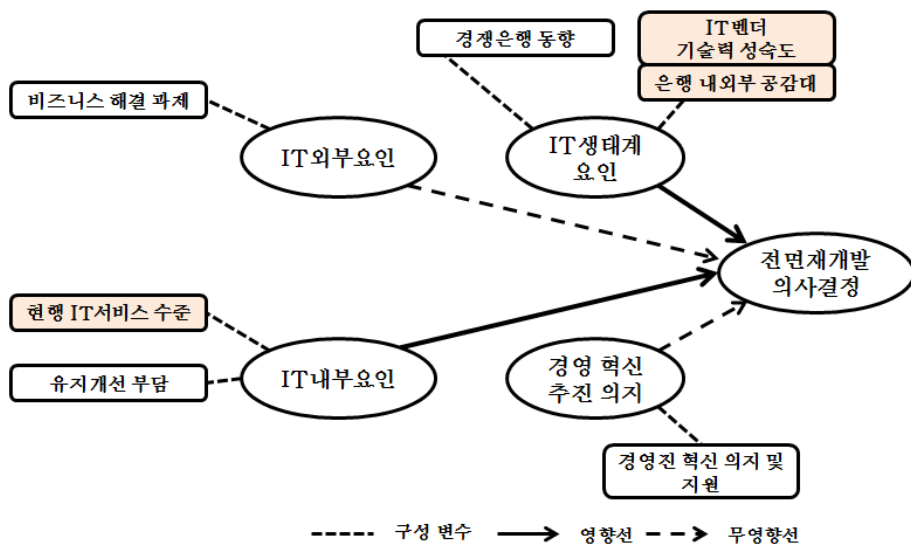 경쟁은행 동향
IT벤더
기술력 성숙도
은행 내외부 공감대
비즈니스 해결 과제
IT외부요인
IT생태계
요인
전면재개발
의사결정
현행 IT서비스 수준
유지개선 부담
IT내부요인
경영 혁신
추진 의지
경영진 혁신 의지 및
지원
구성 변수
영향선
무영향선